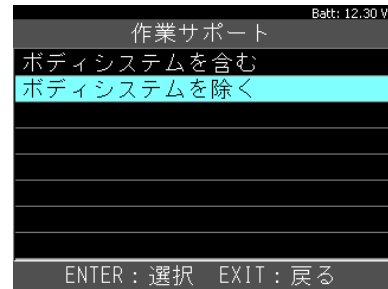 Batt: 12.30 V
作業サポート
ボディシステムを含む
ボディシステムを除く
ENTER：選択　EXIT：戻る